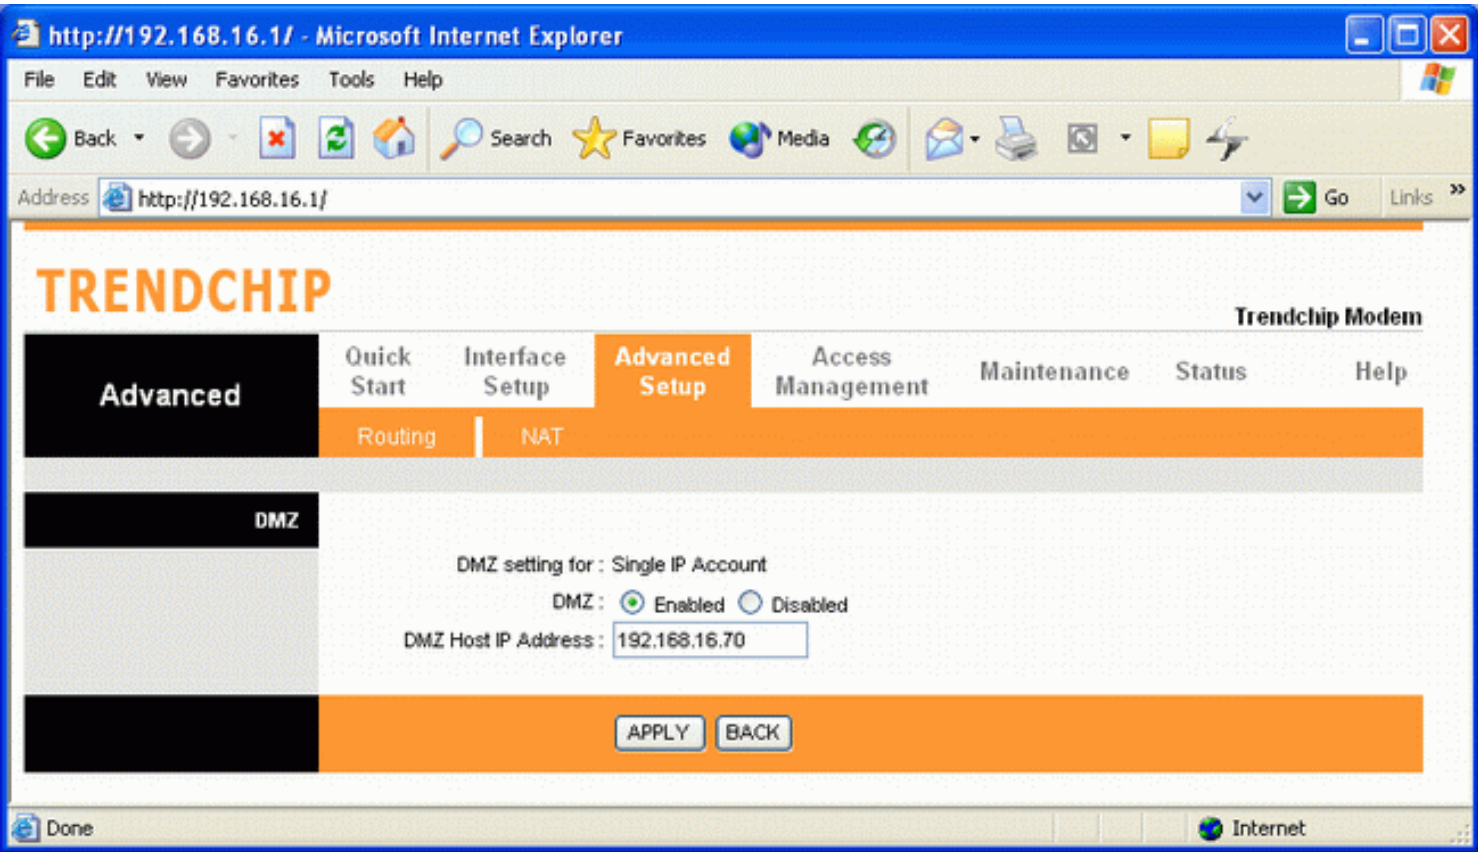 http://192.168.16.1/ - Microsoft Internet Explorer
File Edit View Favorites Tools Help
Back Search Favorites Media
Address http://192.168.16.1/ Go Links »
TRENDCHIP
Trendchip Modem
Advanced
Quick Start Interface Setup Advanced Setup Access Management Maintenance Status Help
Routing NAT
DMZ
DMZ setting for : Single IP Account
DMZ : Enabled Disabled
DMZ Host IP Address : 192.168.16.70
APPLY BACK
Done Internet